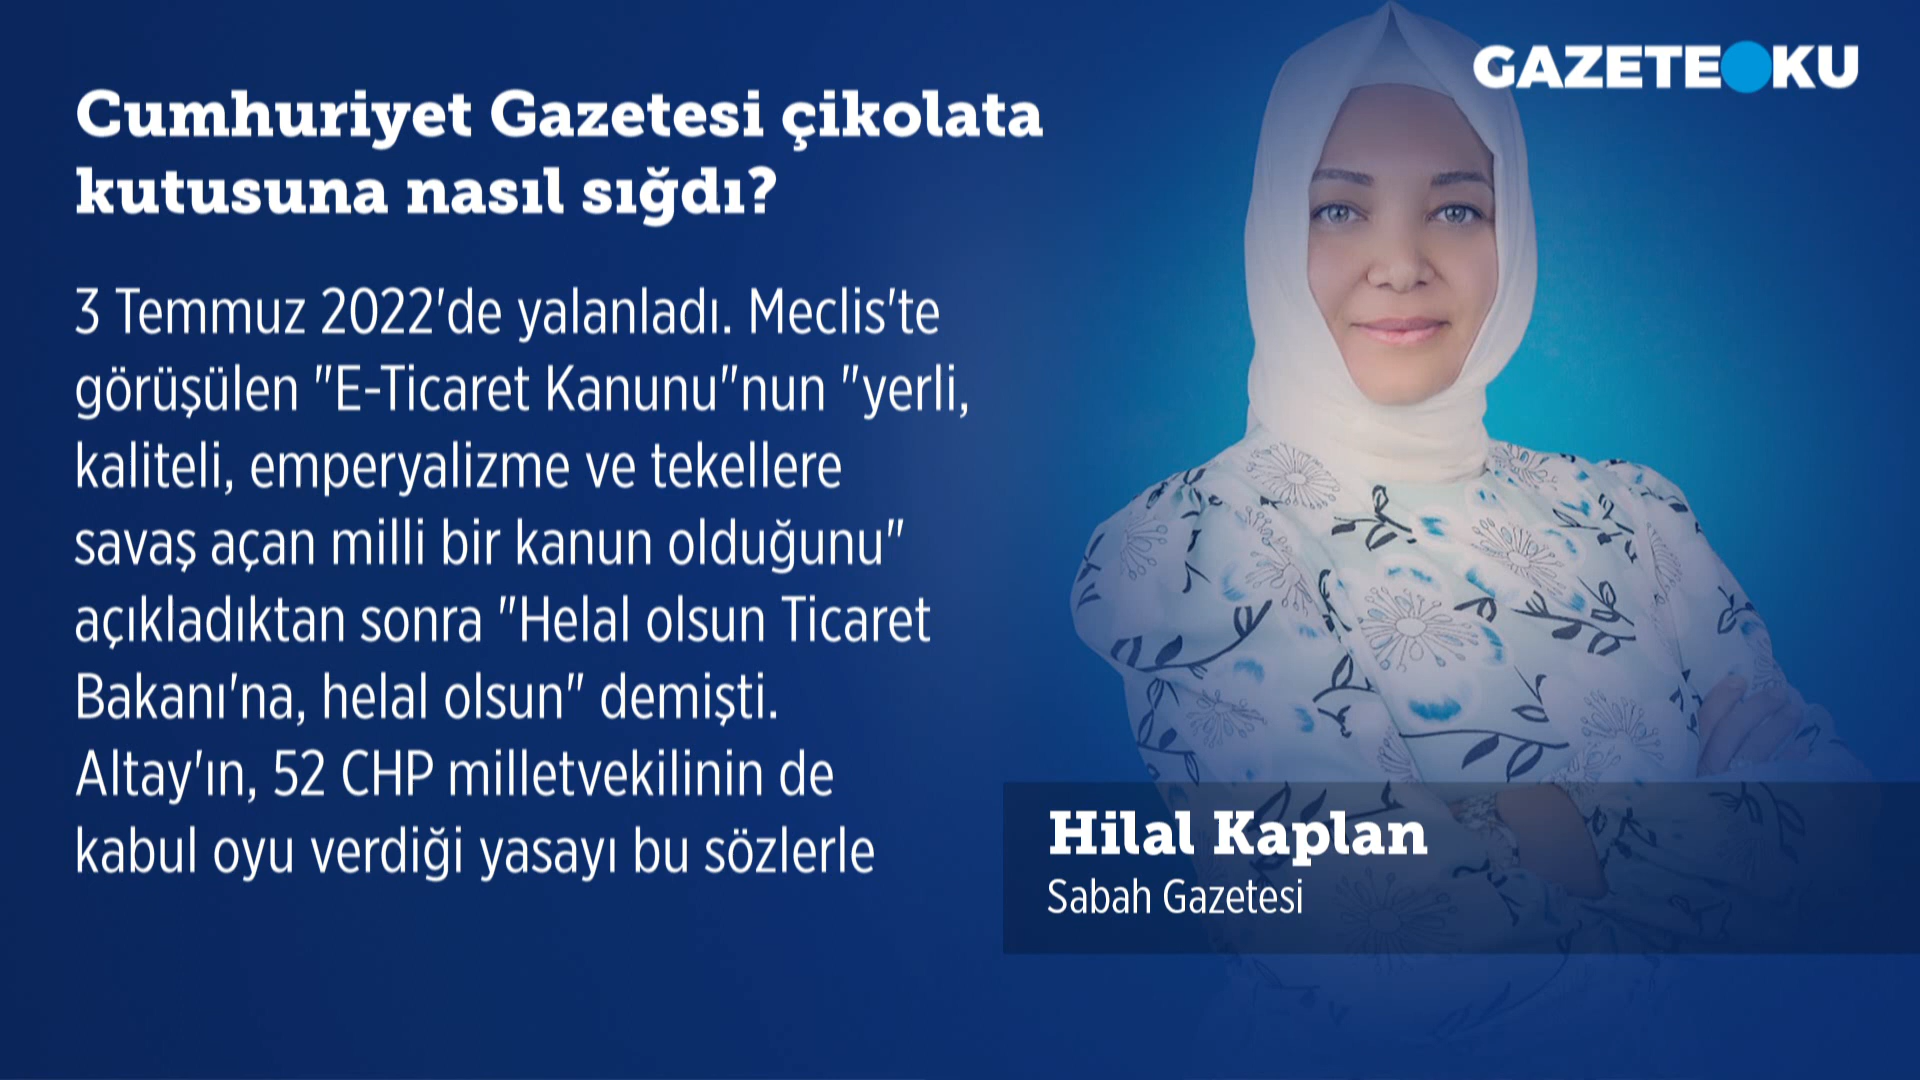 GAZETEOKU
Cumhuriyet Gazetesi çikolata
kutusuna nasıl sığdı?
3 Temmuz 2022'de yalanladı. Meclis'te
görüşülen "E-Ticaret Kanunu"nun "yerli,
kaliteli, emperyalizme ve tekellere
savaş açan milli bir kanun olduğunu"
açıkladıktan sonra "Helal olsun Ticaret
Bakanı'na, helal olsun" demişti.
Altay'ın, 52 CHP milletvekilinin de
kabul oyu verdiği yasayı bu sözlerle
Hilal Kaplan
Sabah Gazetesi